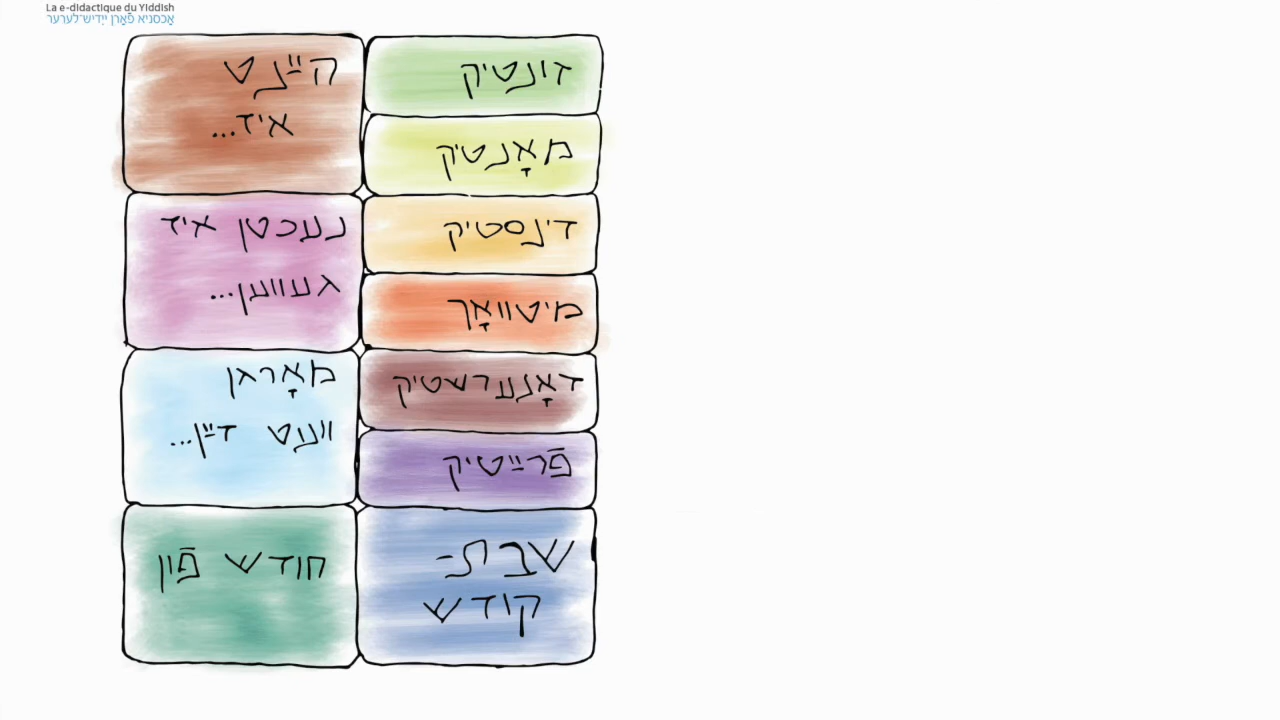 La e-didactique du Yiddish
אַכסניא פֿאַרן ייִדיש־לערער
זונטיק
מאָנטיק
דינסטיק
מיטוואָך
דאָנערשטיק
פֿרײַטיק
שבת-
קודש
הײַנט
איז...
נעכטן איז
געווען...
מאָרגן
וועט זײַן...
חודש פֿון